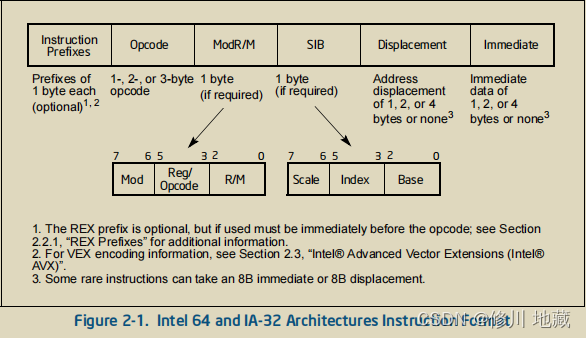 Instruction Prefixes Opcode ModR/M SIB Displacement Immediate
Prefixes of 1 byte each (optional)1, 2
1-, 2-, or 3-byte opcode
1 byte (if required)
1 byte (if required)
Address displacement of 1, 2, or 4 bytes or none3
Immediate data of 1, 2, or 4 bytes or none3
7 6 5 3 2 0
Mod Reg/Opcode R/M
7 6 5 3 2 0
Scale Index Base
1. The REX prefix is optional, but if used must be immediately before the opcode; see Section
2.2.1, “REX Prefixes” for additional information.
2. For VEX encoding information, see Section 2.3, “Intel® Advanced Vector Extensions (Intel®
AVX)”.
3. Some rare instructions can take an 8B immediate or 8B displacement.
Figure 2-1. Intel 64 and IA-32 Architectures Instruction Format
CSDN @修川 地藏